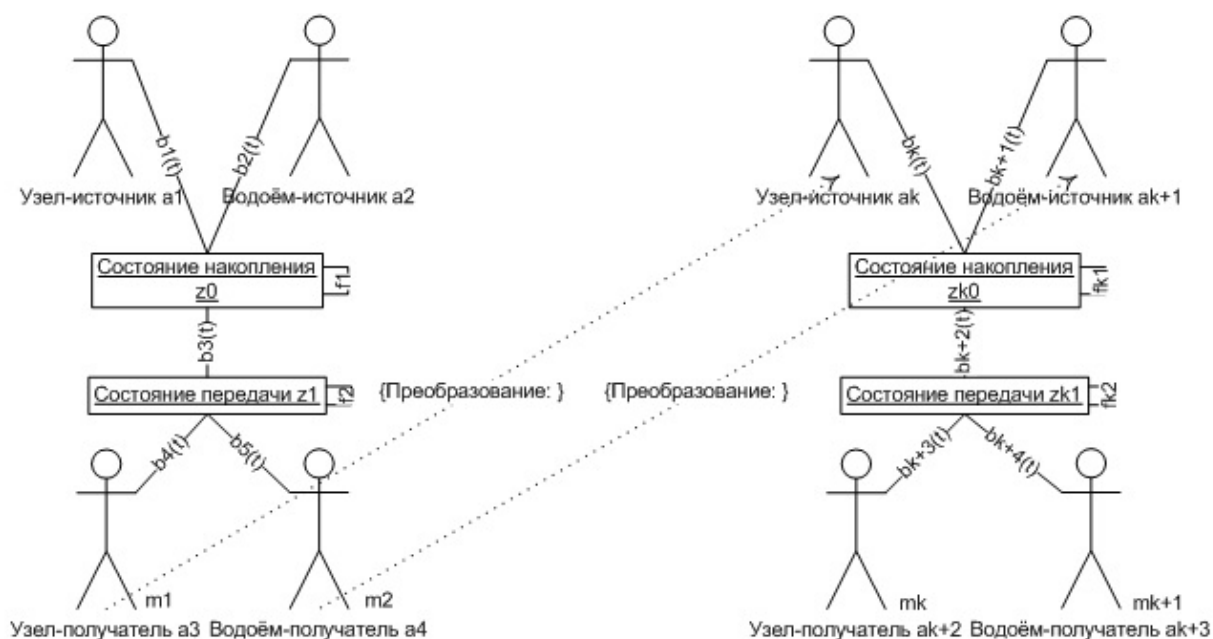 b1(t)
b2(t)
bk(t)
bk+1(t)
Узел-источник a1
Водоём-источник a2
Узел-источник ak
Водоём-источник ak+1
Состояние накопления
z0
f1
Состояние накопления
zk0
fk1
b3(t)
bk+2(t)
Состояние передачи z1
f2
{Преобразование: }
{Преобразование: }
Состояние передачи zk1
fk2
b4(t)
b5(t)
bk+3(t)
bk+4(t)
m1
m2
mk
mk+1
Узел-получатель a3
Водоём-получатель a4
Узел-получатель ak+2
Водоём-получатель ak+3